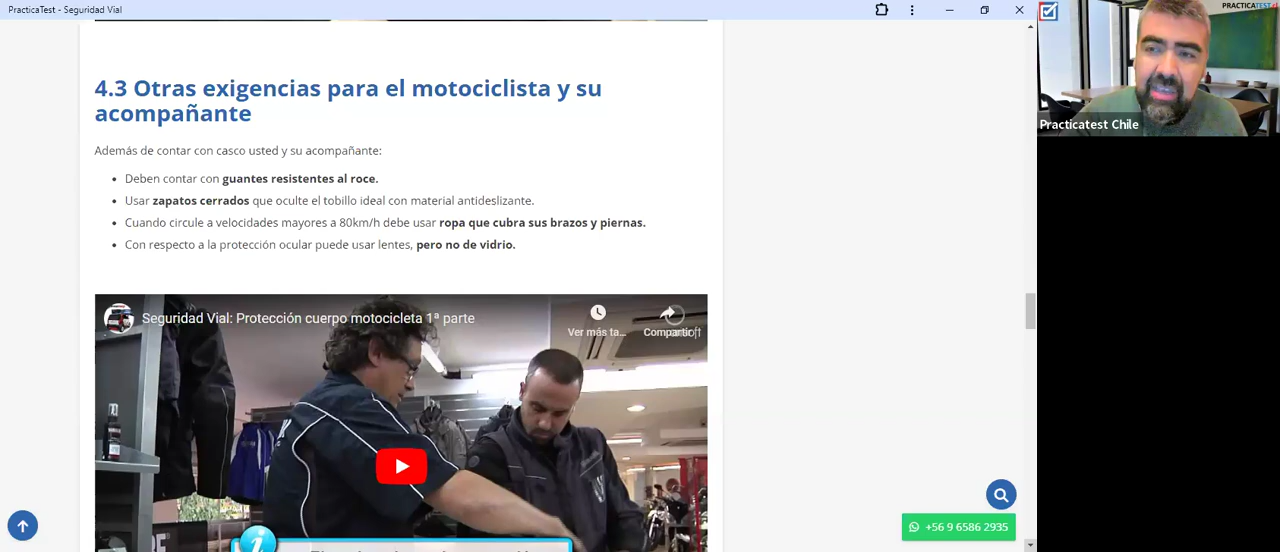 PracticaTest - Seguridad Vial
PRACTICATEST
Practicatest Chile
4.3 Otras exigencias para el motociclista y su
acompañante
Además de contar con casco usted y su acompañante:
• Deben contar con guantes resistentes al roce.
• Usar zapatos cerrados que oculte el tobillo ideal con material antideslizante.
• Cuando circule a velocidades mayores a 80km/h debe usar ropa que cubra sus brazos y piernas.
• Con respecto a la protección ocular puede usar lentes, pero no de vidrio.
Seguridad Vial: Protección cuerpo motocicleta 1ª parte
Ver más ta...
Compartir
+56 9 6586 2935